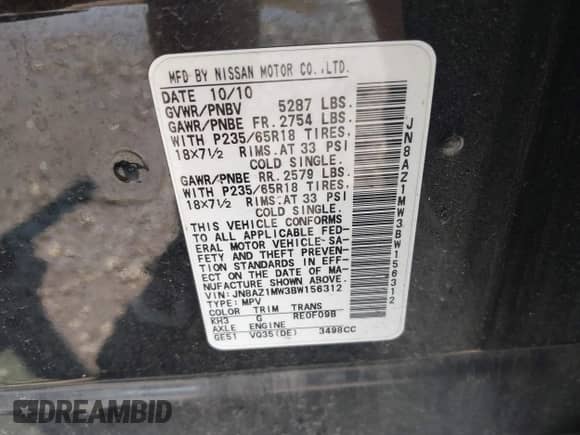 MFD BY NISSAN MOTOR CO.,LTD.
DATE 10/10
GVWR/PNBV 5287 LBS.
GAWR/PNBE FR. 2754 LBS.
WITH P235/65R18 TIRES.
18X7½ RIMS.AT 33 PSI
COLD SINGLE.
GAWR/PNBE RR. 2579 LBS.
WITH P235/65R18 TIRES.
18X7½ RIMS.AT 33 PSI
COLD SINGLE.
THIS VEHICLE CONFORMS
TO ALL APPLICABLE FED-
ERAL MOTOR VEHICLE-SA-
FETY AND THEFT PREV-
ENTION STANDARDS IN EFF-
ECT ON THE DATE OF MA-
NUFACTURE SHOWN ABOVE.
VIN:JN8AZ1MW3BW156312
TYPE:MPV
COLOR TRIM TRANS
KH3 G RE0F09B
AXLE ENGINE
GE51 VQ35(DE) 3498CC
JN8AZ1MW3BW156312
DREAMBID